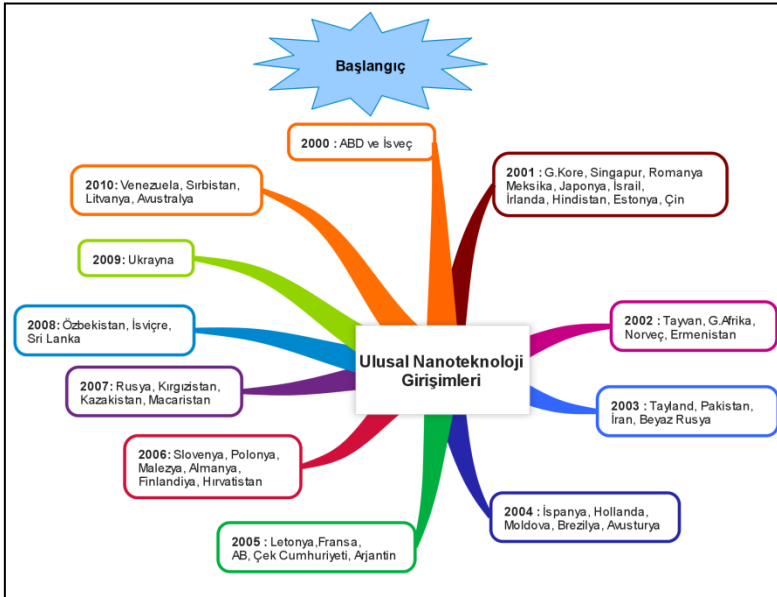 Başlangıç
2000 : ABD ve İsveç
2001 : G.Kore, Singapur, Romanya
Meksika, Japonya, İsrail,
İrlanda, Hindistan, Estonya, Çin
2010: Venezuela, Sırbistan,
Litvanya, Avustralya
2009: Ukrayna
2008: Özbekistan, İsviçre,
Sri Lanka
2002 : Tayvan, G.Afrika,
Norveç, Ermenistan
Ulusal Nanoteknoloji
Girişimleri
2007: Rusya, Kırgızistan,
Kazakistan, Macaristan
2003 : Tayland, Pakistan,
İran, Beyaz Rusya
2006: Slovenya, Polonya,
Malezya, Almanya,
Finlandiya, Hırvatistan
2004 : İspanya, Hollanda,
Moldova, Brezilya, Avusturya
2005 : Letonya,Fransa,
AB, Çek Cumhuriyeti, Arjantin